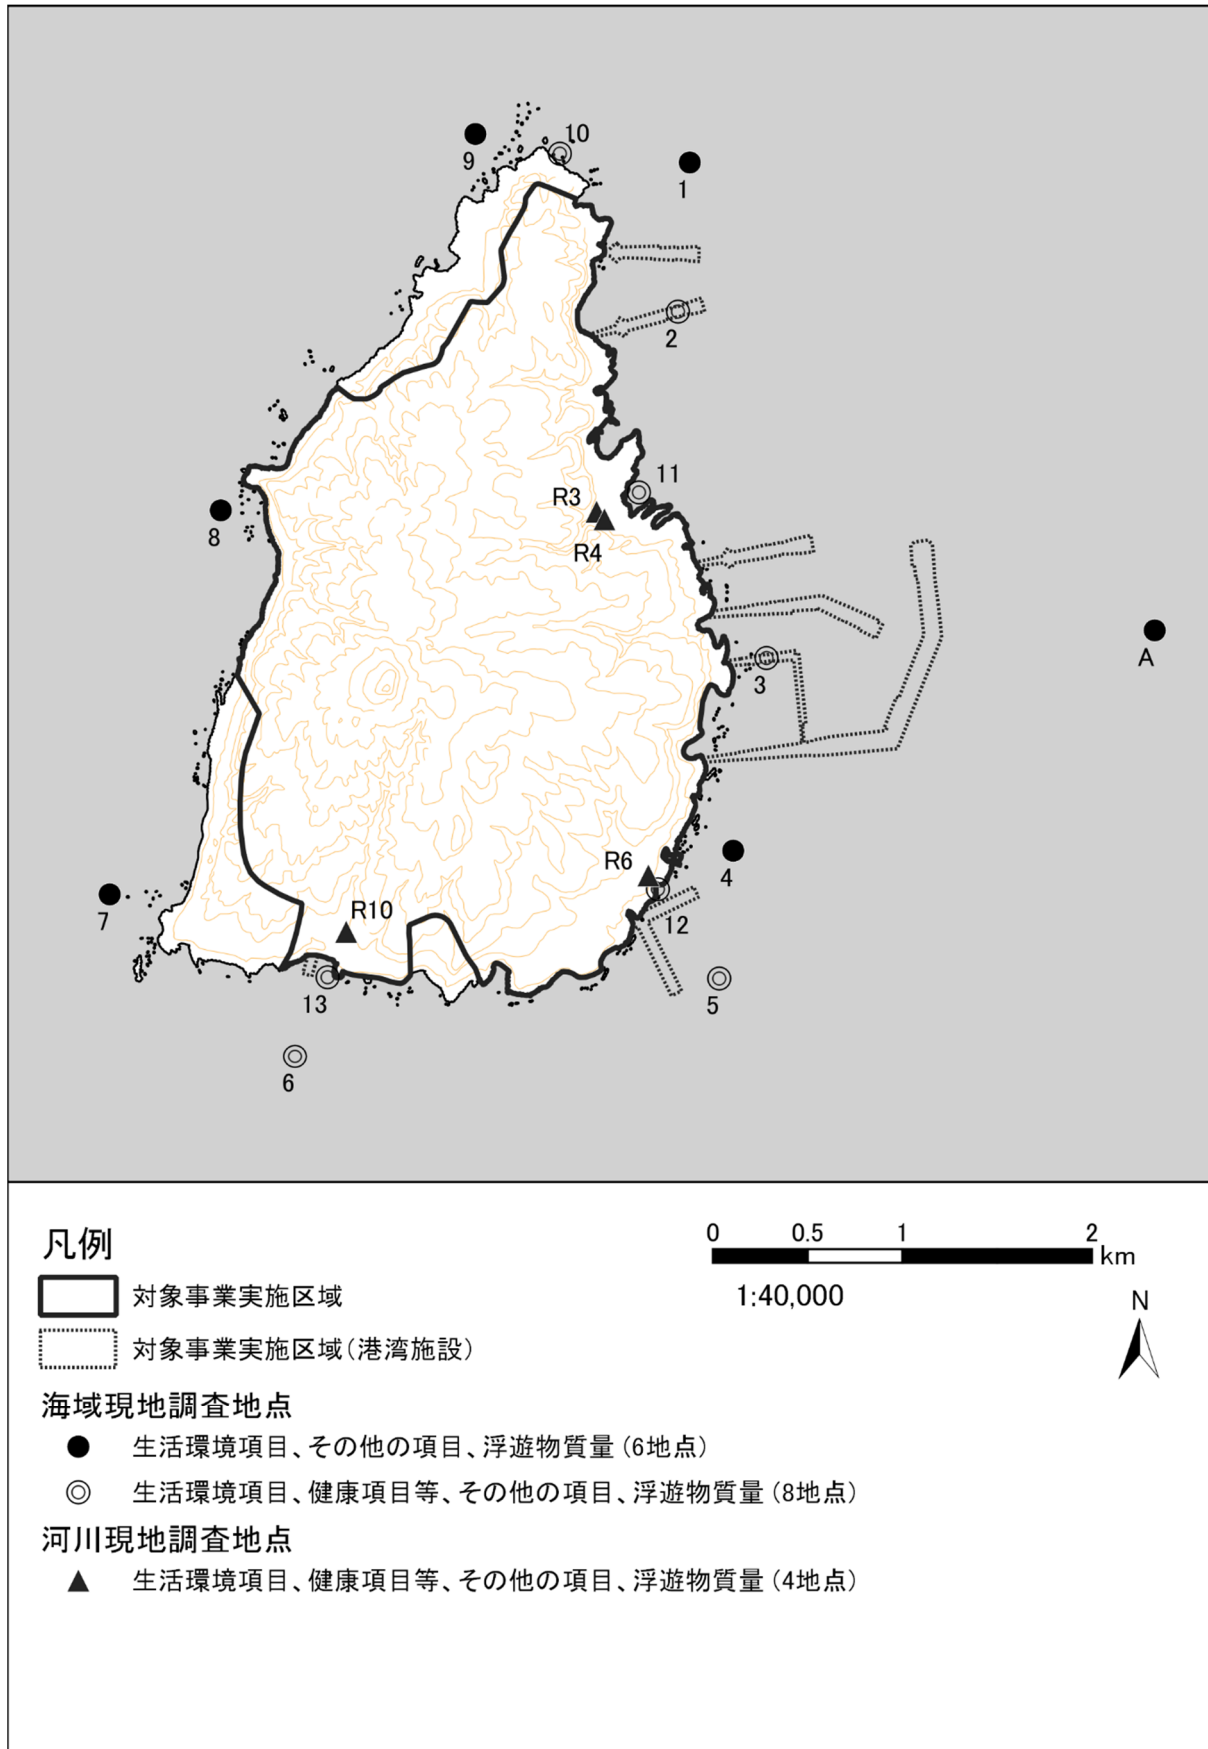 10
9
1
2
11
R3
8
R4
A
3
R6
4
7
R10
12
13
5
6
凡例
0 0.5 1 2
km
対象事業実施区域
1:40,000
N
対象事業実施区域(港湾施設)
海域現地調査地点
生活環境項目、その他の項目、浮遊物質量(6地点)
生活環境項目、健康項目等、その他の項目、浮遊物質量(8地点)
河川現地調査地点
生活環境項目、健康項目等、その他の項目、浮遊物質量(4地点)